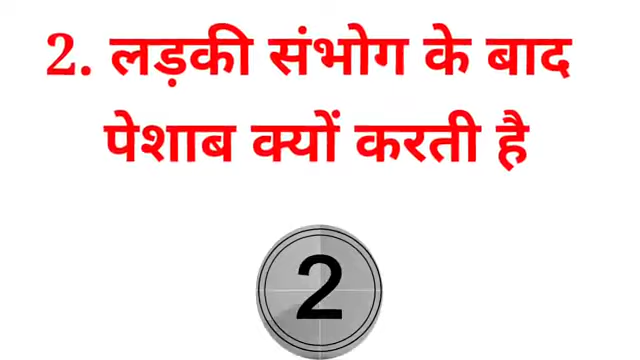 2. लड़की संभोग के बाद
पेशाब क्यों करती है
2